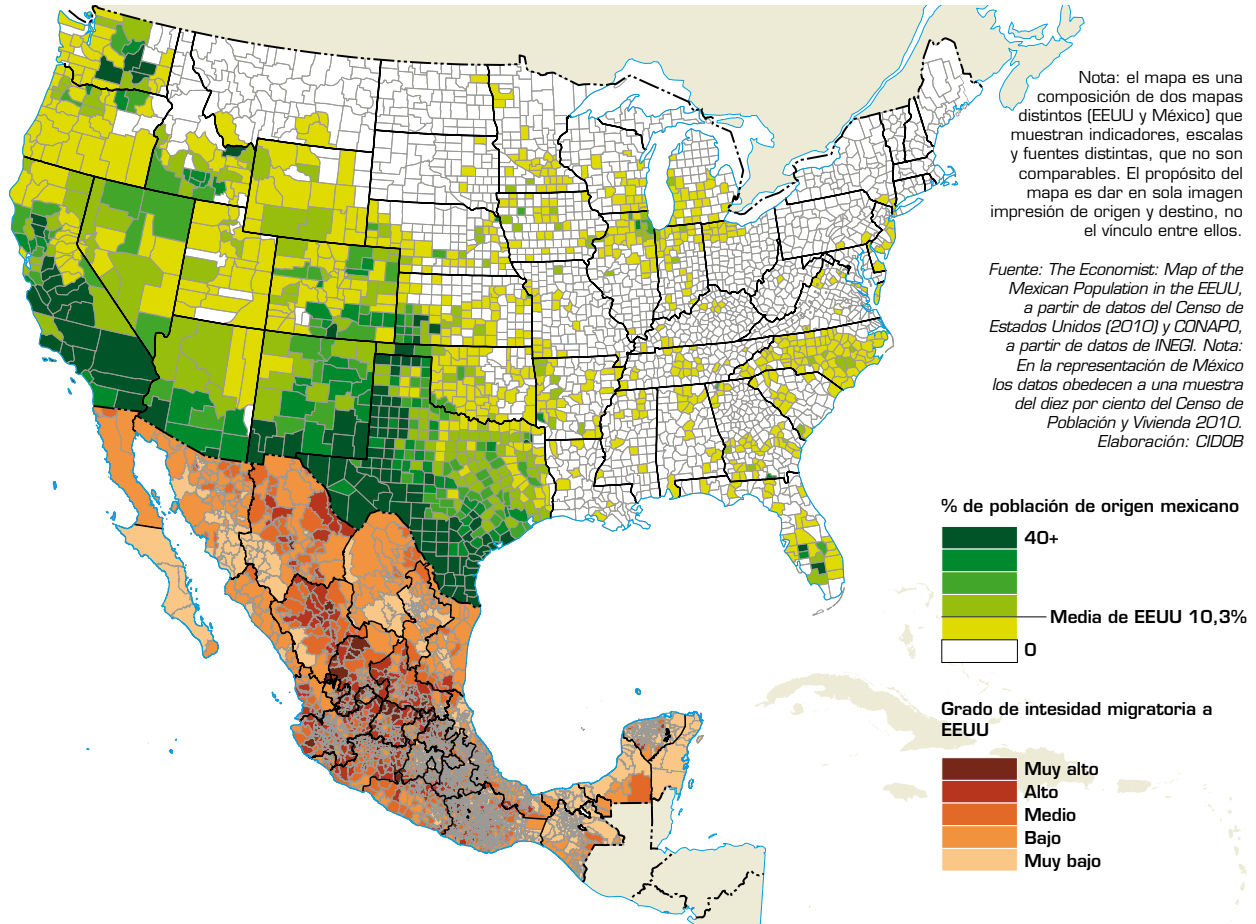 Nota: el mapa es una
composición de dos mapas
distintos (EEUU y México) que
muestran indicadores, escalas
y fuentes distintas, que no son
comparables. El propósito del
mapa es dar en sola imagen
impresión de origen y destino, no
el vínculo entre ellos.
Fuente: The Economist: Map of the
Mexican Population in the EEUU,
a partir de datos del Censo de
Estados Unidos (2010) y CONAPO,
a partir de datos de INEGI. Nota:
En la representación de México
los datos obedecen a una muestra
del diez por ciento del Censo de
Población y Vivienda 2010.
Elaboración: CIDOB
% de población de origen mexicano
40+
Media de EEUU 10,3%
0
Grado de intesidad migratoria a
EEUU
Muy alto
Alto
Medio
Bajo
Muy bajo